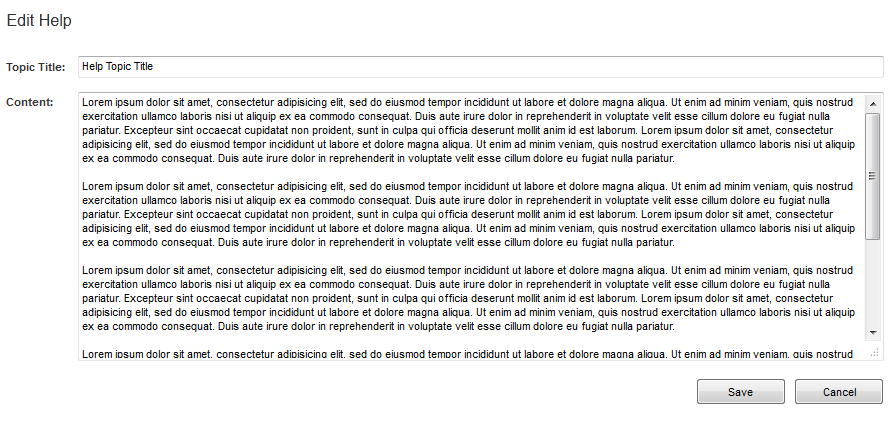 Edit Help
Topic Title: Help Topic Title
Content: Lorem ipsum dolor sit amet, consectetur adipisicing elit, sed do eiusmod tempor incididunt ut labore et dolore magna aliqua. Ut enim ad minim veniam, quis nostrud
exercitation ullamco laboris nisi ut aliquip ex ea commodo consequat. Duis aute irure dolor in reprehenderit in voluptate velit esse cillum dolore eu fugiat nulla
pariatur. Excepteur sint occaecat cupidatat non proident, sunt in culpa qui officia deserunt mollit anim id est laborum. Lorem ipsum dolor sit amet, consectetur
adipisicing elit, sed do eiusmod tempor incididunt ut labore et dolore magna aliqua. Ut enim ad minim veniam, quis nostrud exercitation ullamco laboris nisi ut aliquip
ex ea commodo consequat. Duis aute irure dolor in reprehenderit in voluptate velit esse cillum dolore eu fugiat nulla pariatur.
Lorem ipsum dolor sit amet, consectetur adipisicing elit, sed do eiusmod tempor incididunt ut labore et dolore magna aliqua. Ut enim ad minim veniam, quis nostrud
exercitation ullamco laboris nisi ut aliquip ex ea commodo consequat. Duis aute irure dolor in reprehenderit in voluptate velit esse cillum dolore eu fugiat nulla
pariatur. Excepteur sint occaecat cupidatat non proident, sunt in culpa qui officia deserunt mollit anim id est laborum. Lorem ipsum dolor sit amet, consectetur
adipisicing elit, sed do eiusmod tempor incididunt ut labore et dolore magna aliqua. Ut enim ad minim veniam, quis nostrud exercitation ullamco laboris nisi ut aliquip
ex ea commodo consequat. Duis aute irure dolor in reprehenderit in voluptate velit esse cillum dolore eu fugiat nulla pariatur.
Lorem ipsum dolor sit amet, consectetur adipisicing elit, sed do eiusmod tempor incididunt ut labore et dolore magna aliqua. Ut enim ad minim veniam, quis nostrud
exercitation ullamco laboris nisi ut aliquip ex ea commodo consequat. Duis aute irure dolor in reprehenderit in voluptate velit esse cillum dolore eu fugiat nulla
pariatur. Excepteur sint occaecat cupidatat non proident, sunt in culpa qui officia deserunt mollit anim id est laborum. Lorem ipsum dolor sit amet, consectetur
adipisicing elit, sed do eiusmod tempor incididunt ut labore et dolore magna aliqua. Ut enim ad minim veniam, quis nostrud exercitation ullamco laboris nisi ut aliquip
ex ea commodo consequat. Duis aute irure dolor in reprehenderit in voluptate velit esse cillum dolore eu fugiat nulla pariatur.
Lorem ipsum dolor sit amet, consectetur adipisicing elit, sed do eiusmod tempor incididunt ut labore et dolore magna aliqua. Ut enim ad minim veniam, quis nostrud
Save Cancel